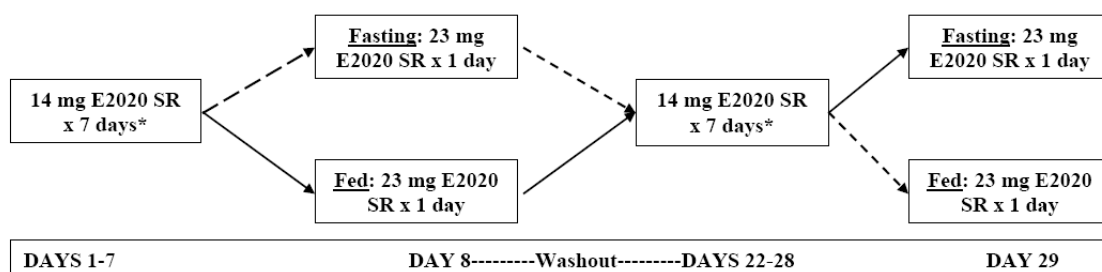 Fasting: 23 mg
E2020 SR x 1 day
Fasting: 23 mg
E2020 SR x 1 day
14 mg E2020 SR
x 7 days*
14 mg E2020 SR
x 7 days*
Fed: 23 mg E2020
SR x 1 day
Fed: 23 mg E2020
SR x 1 day
DAYS 1-7 DAY 8---------Washout---------DAYS 22-28 DAY 29